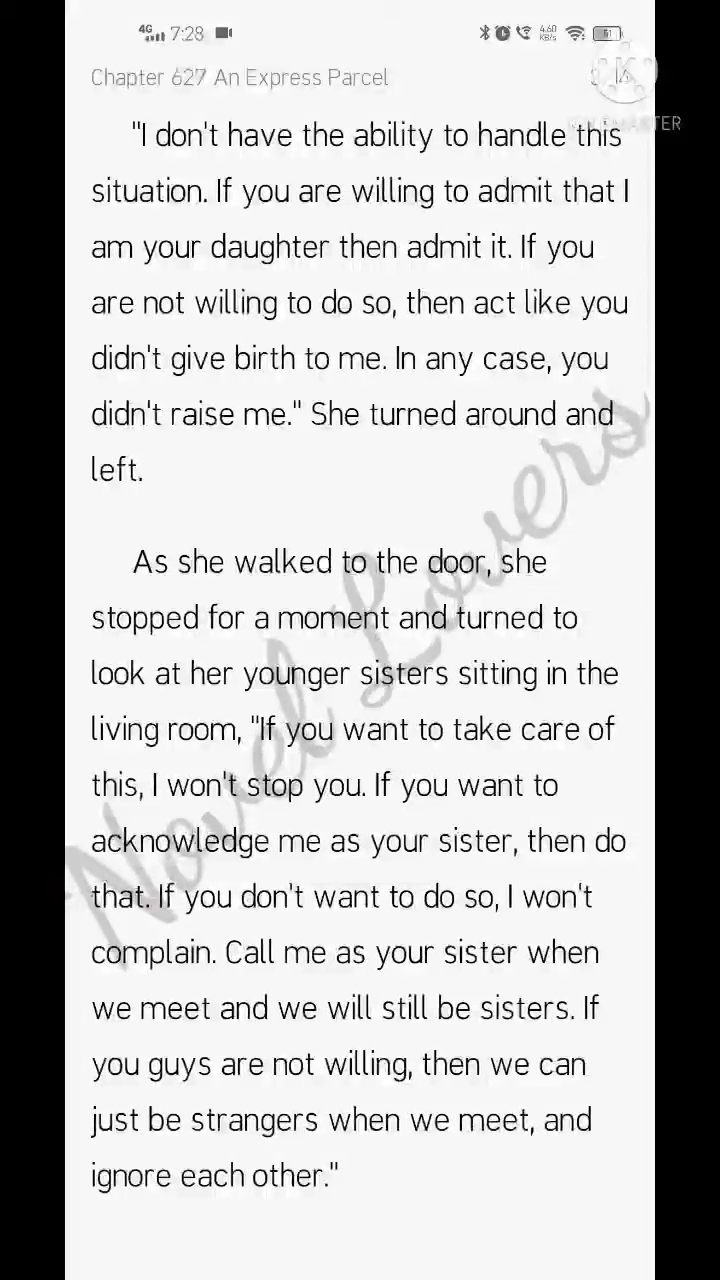 4G 7:28 4.60 KB/s 51
Chapter 627 An Express Parcel
"I don't have the ability to handle this
situation. If you are willing to admit that I
am your daughter then admit it. If you
are not willing to do so, then act like you
didn't give birth to me. In any case, you
didn't raise me." She turned around and
left.
As she walked to the door, she
stopped for a moment and turned to
look at her younger sisters sitting in the
living room, "If you want to take care of
this, I won't stop you. If you want to
acknowledge me as your sister, then do
that. If you don't want to do so, I won't
complain. Call me as your sister when
we meet and we will still be sisters. If
you guys are not willing, then we can
just be strangers when we meet, and
ignore each other."
Novel Lovers